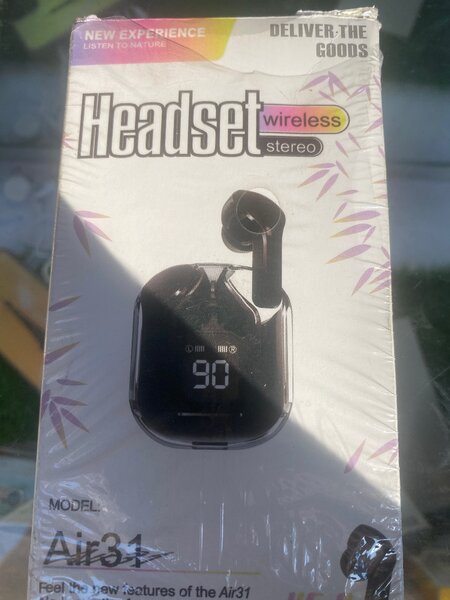 NEW EXPERIENCE
LISTEN TO NATURE
DELIVER THE
GOODS
Headset
wireless
stereo
L
R
90
MODEL:
Air31
Feel the new features of the Air31